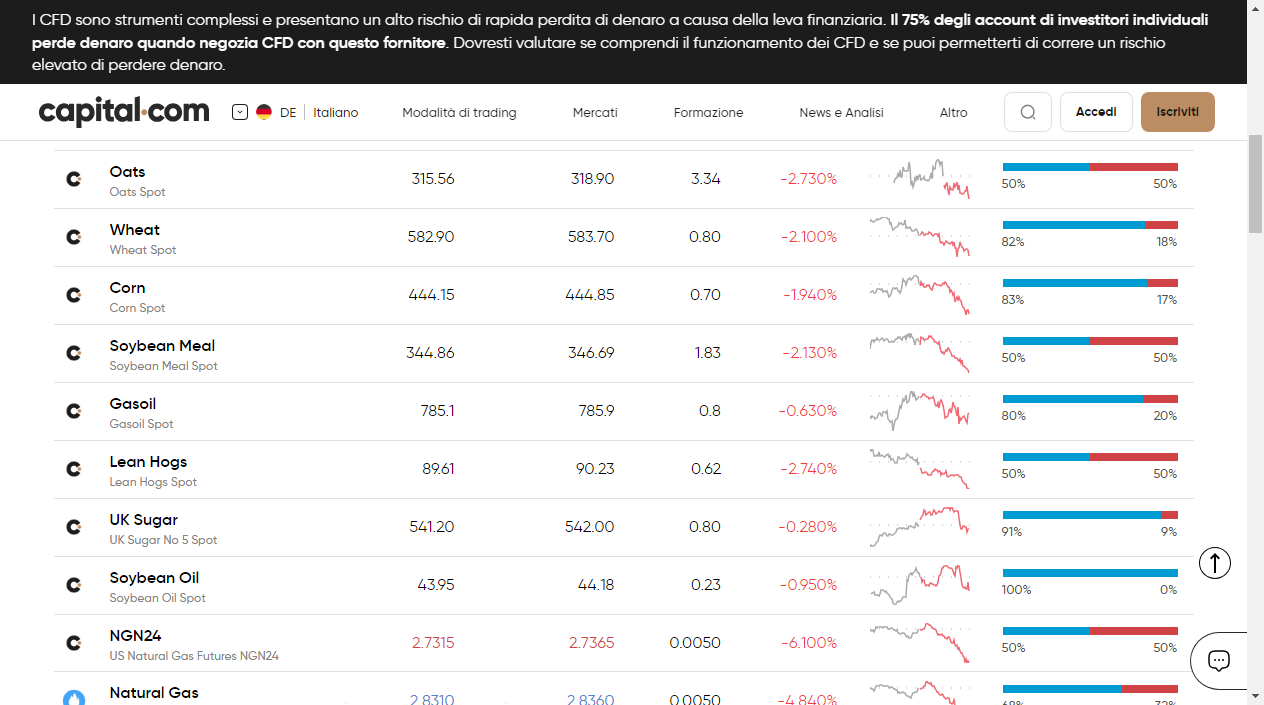 I CFD sono strumenti complessi e presentano un alto rischio di rapida perdita di denaro a causa della leva finanziaria. Il 75% degli account di investitori individuali
perde denaro quando negozia CFD con questo fornitore. Dovresti valutare se comprendi il funzionamento dei CFD e se puoi permetterti di correre un rischio
elevato di perdere denaro.
capital.com DE Italiano Modalità di trading Mercati Formazione News e Analisi Altro Accedi Iscriviti
Oats 315.56 318.90 3.34 -2.730%
Oats Spot 50% 50%
Wheat 582.90 583.70 0.80 -2.100%
Wheat Spot 82% 18%
Corn 444.15 444.85 0.70 -1.940%
Corn Spot 83% 17%
Soybean Meal 344.86 346.69 1.83 -2.130%
Soybean Meal Spot 50% 50%
Gasoil 785.1 785.9 0.8 -0.630%
Gasoil Spot 80% 20%
Lean Hogs 89.61 90.23 0.62 -2.740%
Lean Hogs Spot 50% 50%
UK Sugar 541.20 542.00 0.80 -0.280%
UK Sugar No 5 Spot 91% 9%
Soybean Oil 43.95 44.18 0.23 -0.950%
Soybean Oil Spot 100% 0%
NGN24 2.7315 2.7365 0.0050 -6.100%
US Natural Gas Futures NGN24 50% 50%
Natural Gas 2.8310 2.8360 0.0050 -4.840%